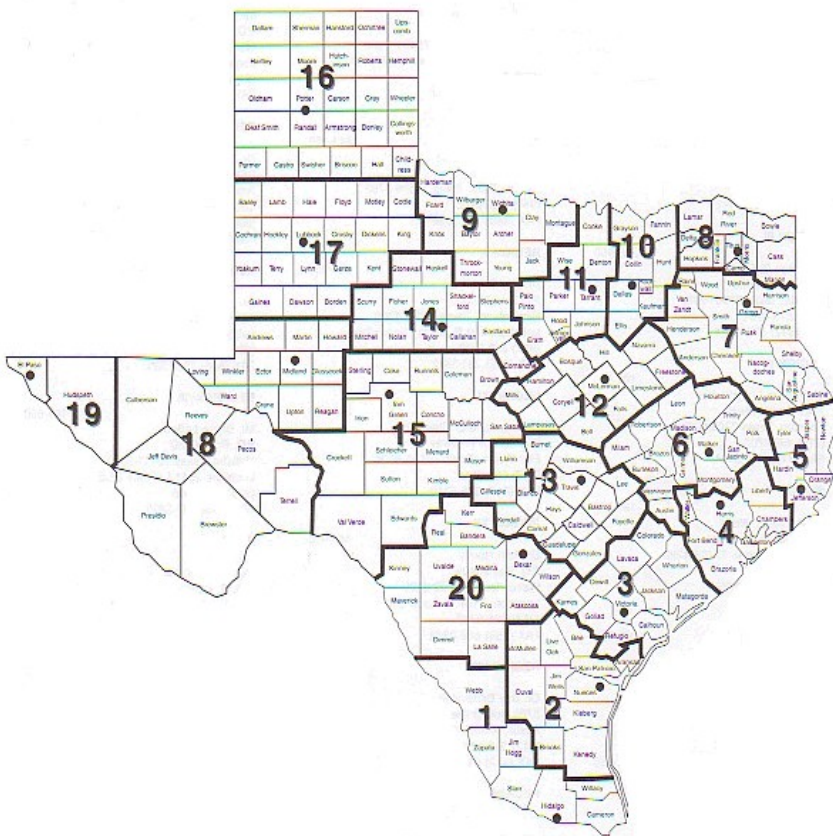 Dallam Sherman Hansford Ochiltree Lipscomb
Hartley Moore Hutchinson Roberts Hemphill
16
Oldham Potter Carson Gray Wheeler
Deaf Smith Randall Armstrong Donley Collingsworth
Parmer Castro Swisher Briscoe Hall Childress
Bailey Lamb Hale Floyd Motley Cottle
Cochran Hockley Lubbock Crosby Dickens King
17
Yoakum Terry Lynn Garza Kent
Gaines Dawson Borden
Hardeman
Foard Wilbarger Wichita
9
Clay Montague
Knox Baylor Archer
Jack
Throckmorton Young
Cooke Grayson Fannin
10
Wise Denton Collin Hunt
11
Parker Tarrant Dallas
Palo Pinto
Hood Johnson Ellis Kaufman
Erath
Lamar Red River Bowie
8
Delta Hopkins Franklin Cass
Wood Upshur Marion
Harrison
Van Zandt Smith
7
Rusk Panola
Henderson
Anderson Cherokee Nacogdoches Shelby
Angelina Sabine
Stonewall Haskell
Scurry Fisher Jones Shackelford Stephens
14
Mitchell Nolan Taylor Callahan Eastland
Comanche
Brown
Andrews Martin Howard
Loving Winkler Ector Midland Glasscock
Ward Crane Upton Reagan
El Paso
Hudspeth
19
Culberson Reeves
18
Pecos
Jeff Davis
Presidio Brewster
Terrell
Sterling Coke Runnels Coleman
Irion Tom Green Concho McCulloch
15
San Saba
Crockett Schleicher Menard Mason
Sutton Kimble
Val Verde Edwards
Bosque Hill Navarro
Freestone
Hamilton McLennan Limestone
12
Mills Coryell Falls
Lampasas Bell
Leon Houston
Trinity Polk
Madison
6
Robertson Brazos Walker San Jacinto
Milam Burleson Grimes Montgomery
Washington
Austin
Tyler Jasper Newton
5
Hardin Orange
Jefferson
Liberty
Chambers
Harris
4
Fort Bend
Brazoria
Burnet Williamson
Llano
13
Travis Lee
Gillespie Blanco Hays Bastrop
Kendall Comal Caldwell Fayette
Guadalupe Gonzales
Colorado
Lavaca Wharton
3
Dewitt Jackson Matagorda
Karnes Victoria
Goliad Calhoun
Refugio
Aransas
Kerr
Real Bandera
Kinney Uvalde Medina Bexar Wilson
20
Maverick Zavala Frio Atascosa
Dimmit La Salle
McMullen Live Oak Bee
San Patricio
Duval Jim Wells Nueces
2
Kleberg
Brooks Kenedy
Webb
1
Zapata Jim Hogg
Starr Hidalgo Willacy
Cameron